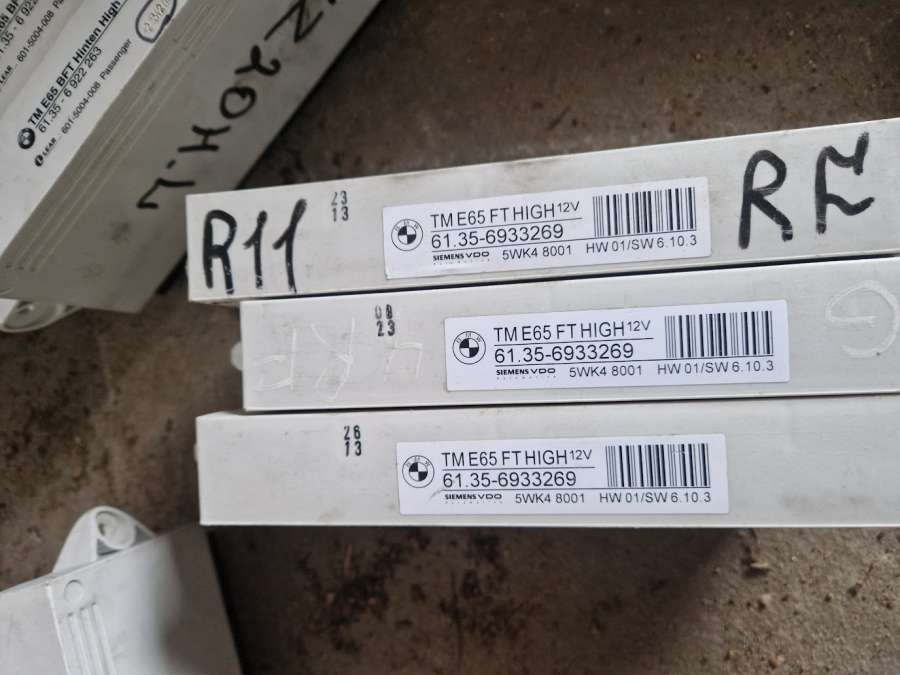 TM E65 BFT Hinten High
61.35 - 6 922 263
LEAR 601-5004-008 Passenger
R11
23
13
TM E65 FT HIGH 12V
61.35-6933269
SIEMENS VDO 5WK4 8001 HW 01/SW 6.10.3
08
23
TM E65 FT HIGH 12V
61.35-6933269
SIEMENS VDO 5WK4 8001 HW 01/SW 6.10.3
G
26
13
TM E65 FT HIGH 12V
61.35-6933269
SIEMENS VDO 5WK4 8001 HW 01/SW 6.10.3